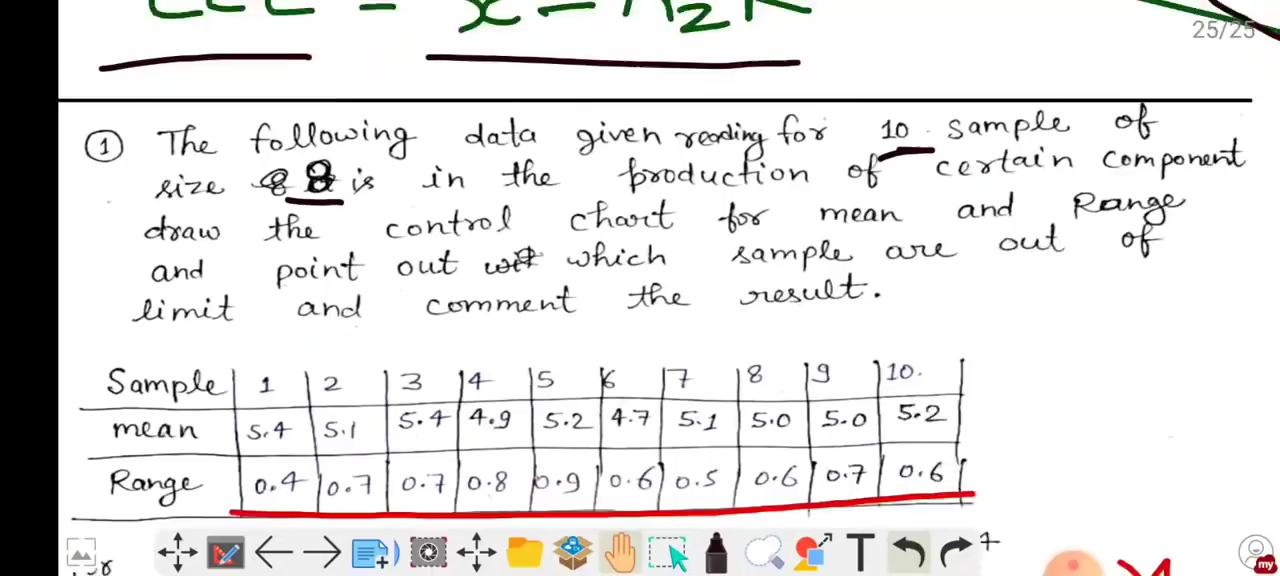 = x - A2R
25/25
① The following data given reading for 10 sample of
size 8 is in the production of certain component
draw the control chart for mean and Range
and point out which sample are out of
limit and comment the result.
Sample 1 2 3 4 5 6 7 8 9 10.
mean 5.4 5.1 5.4 4.9 5.2 4.7 5.1 5.0 5.0 5.2
Range 0.4 0.7 0.7 0.8 0.9 0.6 0.5 0.6 0.7 0.6
T
my